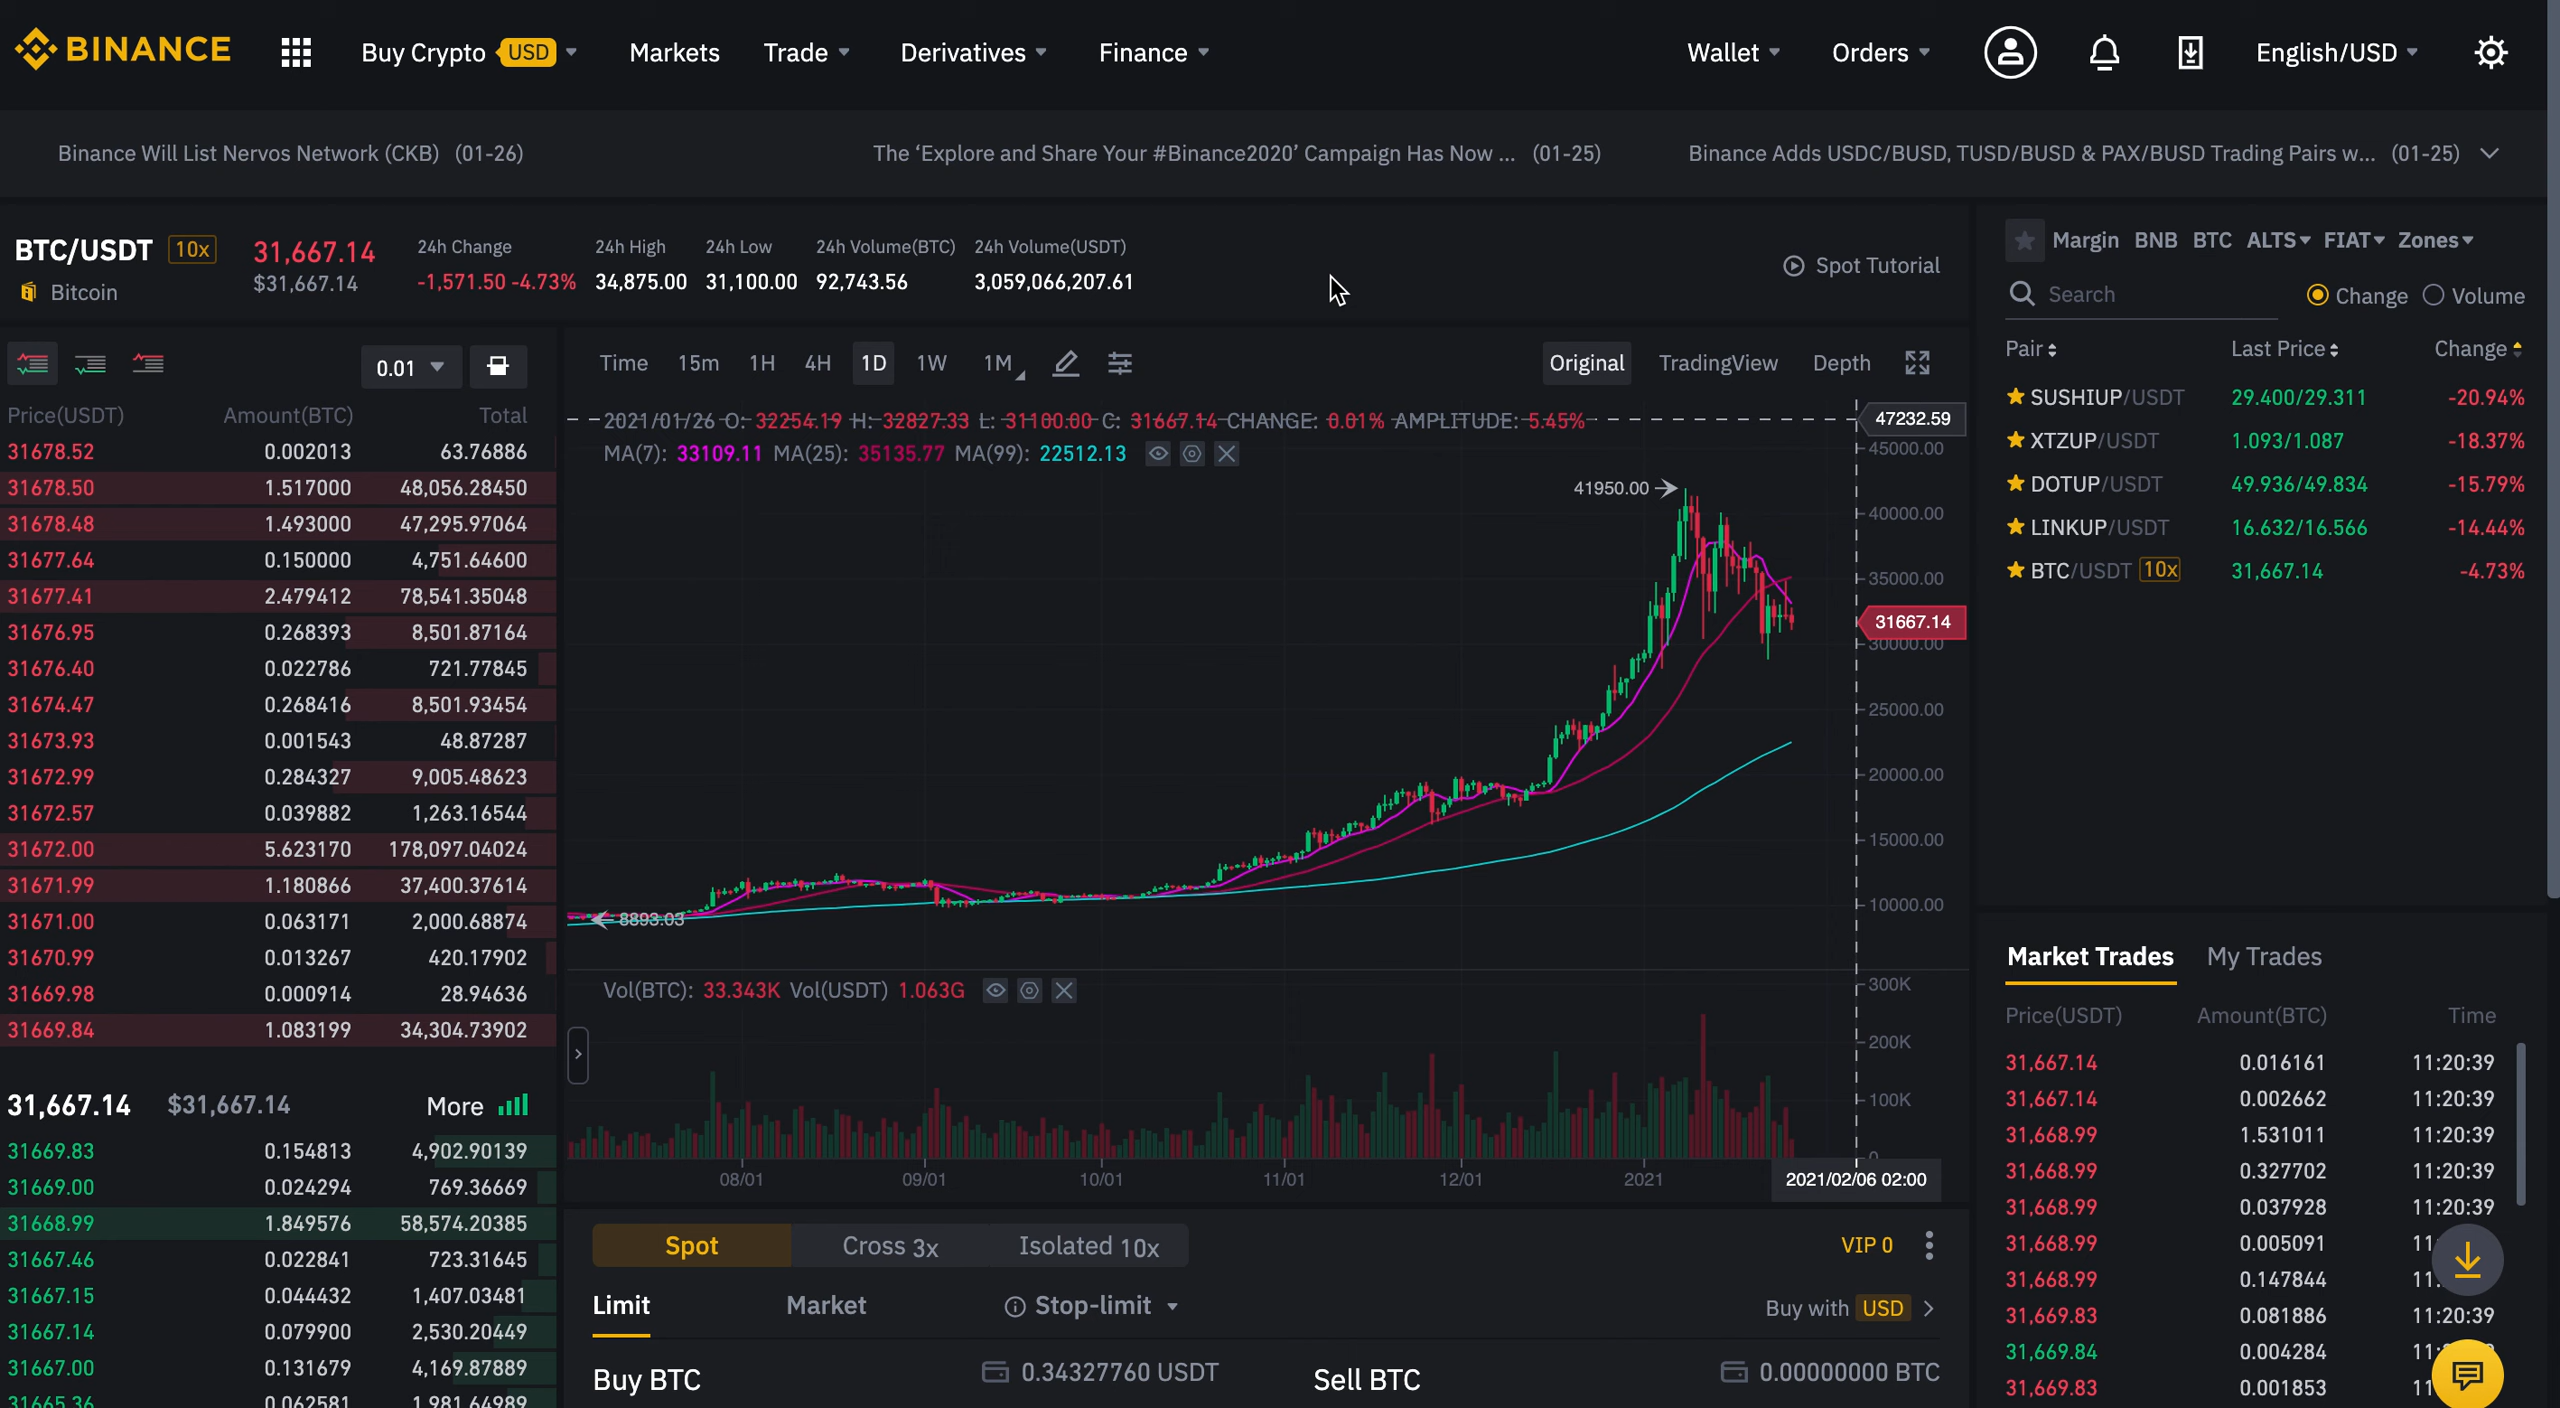 BINANCE
Buy Crypto USD
Markets
Trade
Derivatives
Finance
Wallet
Orders
English/USD
Binance Will List Nervos Network (CKB) (01-26)
The ‘Explore and Share Your #Binance2020’ Campaign Has Now ... (01-25)
Binance Adds USDC/BUSD, TUSD/BUSD & PAX/BUSD Trading Pairs w... (01-25)
BTC/USDT 10x
Bitcoin
31,667.14
$31,667.14
24h Change
-1,571.50 -4.73%
24h High
34,875.00
24h Low
31,100.00
24h Volume(BTC)
92,743.56
24h Volume(USDT)
3,059,066,207.61
Spot Tutorial
0.01
Price(USDT) Amount(BTC) Total
31678.52 0.002013 63.76886
31678.50 1.517000 48,056.28450
31678.48 1.493000 47,295.97064
31677.64 0.150000 4,751.64600
31677.41 2.479412 78,541.35048
31676.95 0.268393 8,501.87164
31676.40 0.022786 721.77845
31674.47 0.268416 8,501.93454
31673.93 0.001543 48.87287
31672.99 0.284327 9,005.48623
31672.57 0.039882 1,263.16544
31672.00 5.623170 178,097.04024
31671.99 1.180866 37,400.37614
31671.00 0.063171 2,000.68874
31670.99 0.013267 420.17902
31669.98 0.000914 28.94636
31669.84 1.083199 34,304.73902
31,667.14 $31,667.14 More
31669.83 0.154813 4,902.90139
31669.00 0.024294 769.36669
31668.99 1.849576 58,574.20385
31667.46 0.022841 723.31645
31667.15 0.044432 1,407.03481
31667.14 0.079900 2,530.20449
31667.00 0.131679 4,169.87889
31665.36 0.062581 1,981.64989
Time 15m 1H 4H 1D 1W 1M
Original TradingView Depth
2021/01/26 O: 32254.19 H: 32827.33 L: 31100.00 C: 31667.14 CHANGE: 0.01% AMPLITUDE: 5.45%
MA(7): 33109.11 MA(25): 35135.77 MA(99): 22512.13
47232.59
45000.00
41950.00
40000.00
35000.00
31667.14
30000.00
25000.00
20000.00
15000.00
10000.00
8893.03
Vol(BTC): 33.343K Vol(USDT) 1.063G
300K
200K
100K
0
08/01 09/01 10/01 11/01 12/01 2021 2021/02/06 02:00
Spot Cross 3x Isolated 10x
VIP 0
Limit Market Stop-limit
Buy with USD
Buy BTC 0.34327760 USDT
Sell BTC 0.00000000 BTC
Margin BNB BTC ALTS FIAT Zones
Search
Change Volume
Pair Last Price Change
SUSHIUP/USDT 29.400/29.311 -20.94%
XTZUP/USDT 1.093/1.087 -18.37%
DOTUP/USDT 49.936/49.834 -15.79%
LINKUP/USDT 16.632/16.566 -14.44%
BTC/USDT 10x 31,667.14 -4.73%
Market Trades My Trades
Price(USDT) Amount(BTC) Time
31,667.14 0.016161 11:20:39
31,667.14 0.002662 11:20:39
31,668.99 1.531011 11:20:39
31,668.99 0.327702 11:20:39
31,668.99 0.037928 11:20:39
31,668.99 0.005091
31,668.99 0.147844
31,669.83 0.081886 11:20:39
31,669.84 0.004284
31,669.83 0.001853